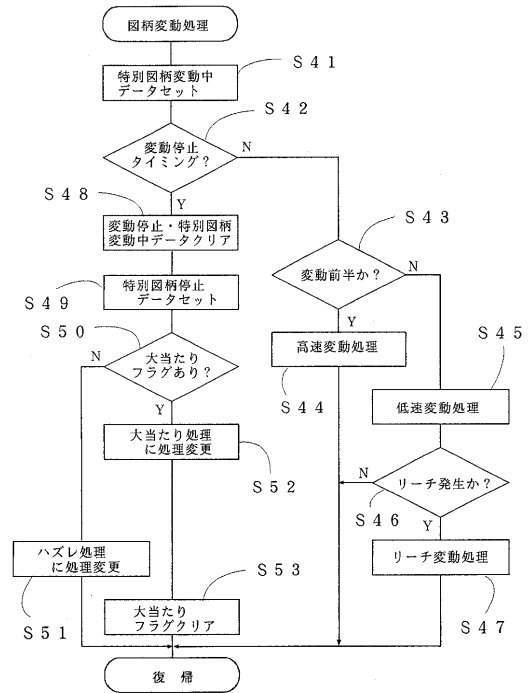 図柄変動処理
S41
特別図柄変動中
データセット
S42
変動停止
タイミング?
N
Y
S48
変動停止・特別図柄
変動中データクリア
S43
変動前半か?
N
Y
S49
特別図柄停止
データセット
S50
高速変動処理
S44
S45
N
大当たり
フラグあり?
Y
低速変動処理
大当たり処理
に処理変更
S52
N
リーチ発生か?
S46
Y
ハズレ処理
に処理変更
S51
リーチ変動処理
S47
S53
大当たり
フラグクリア
復 帰